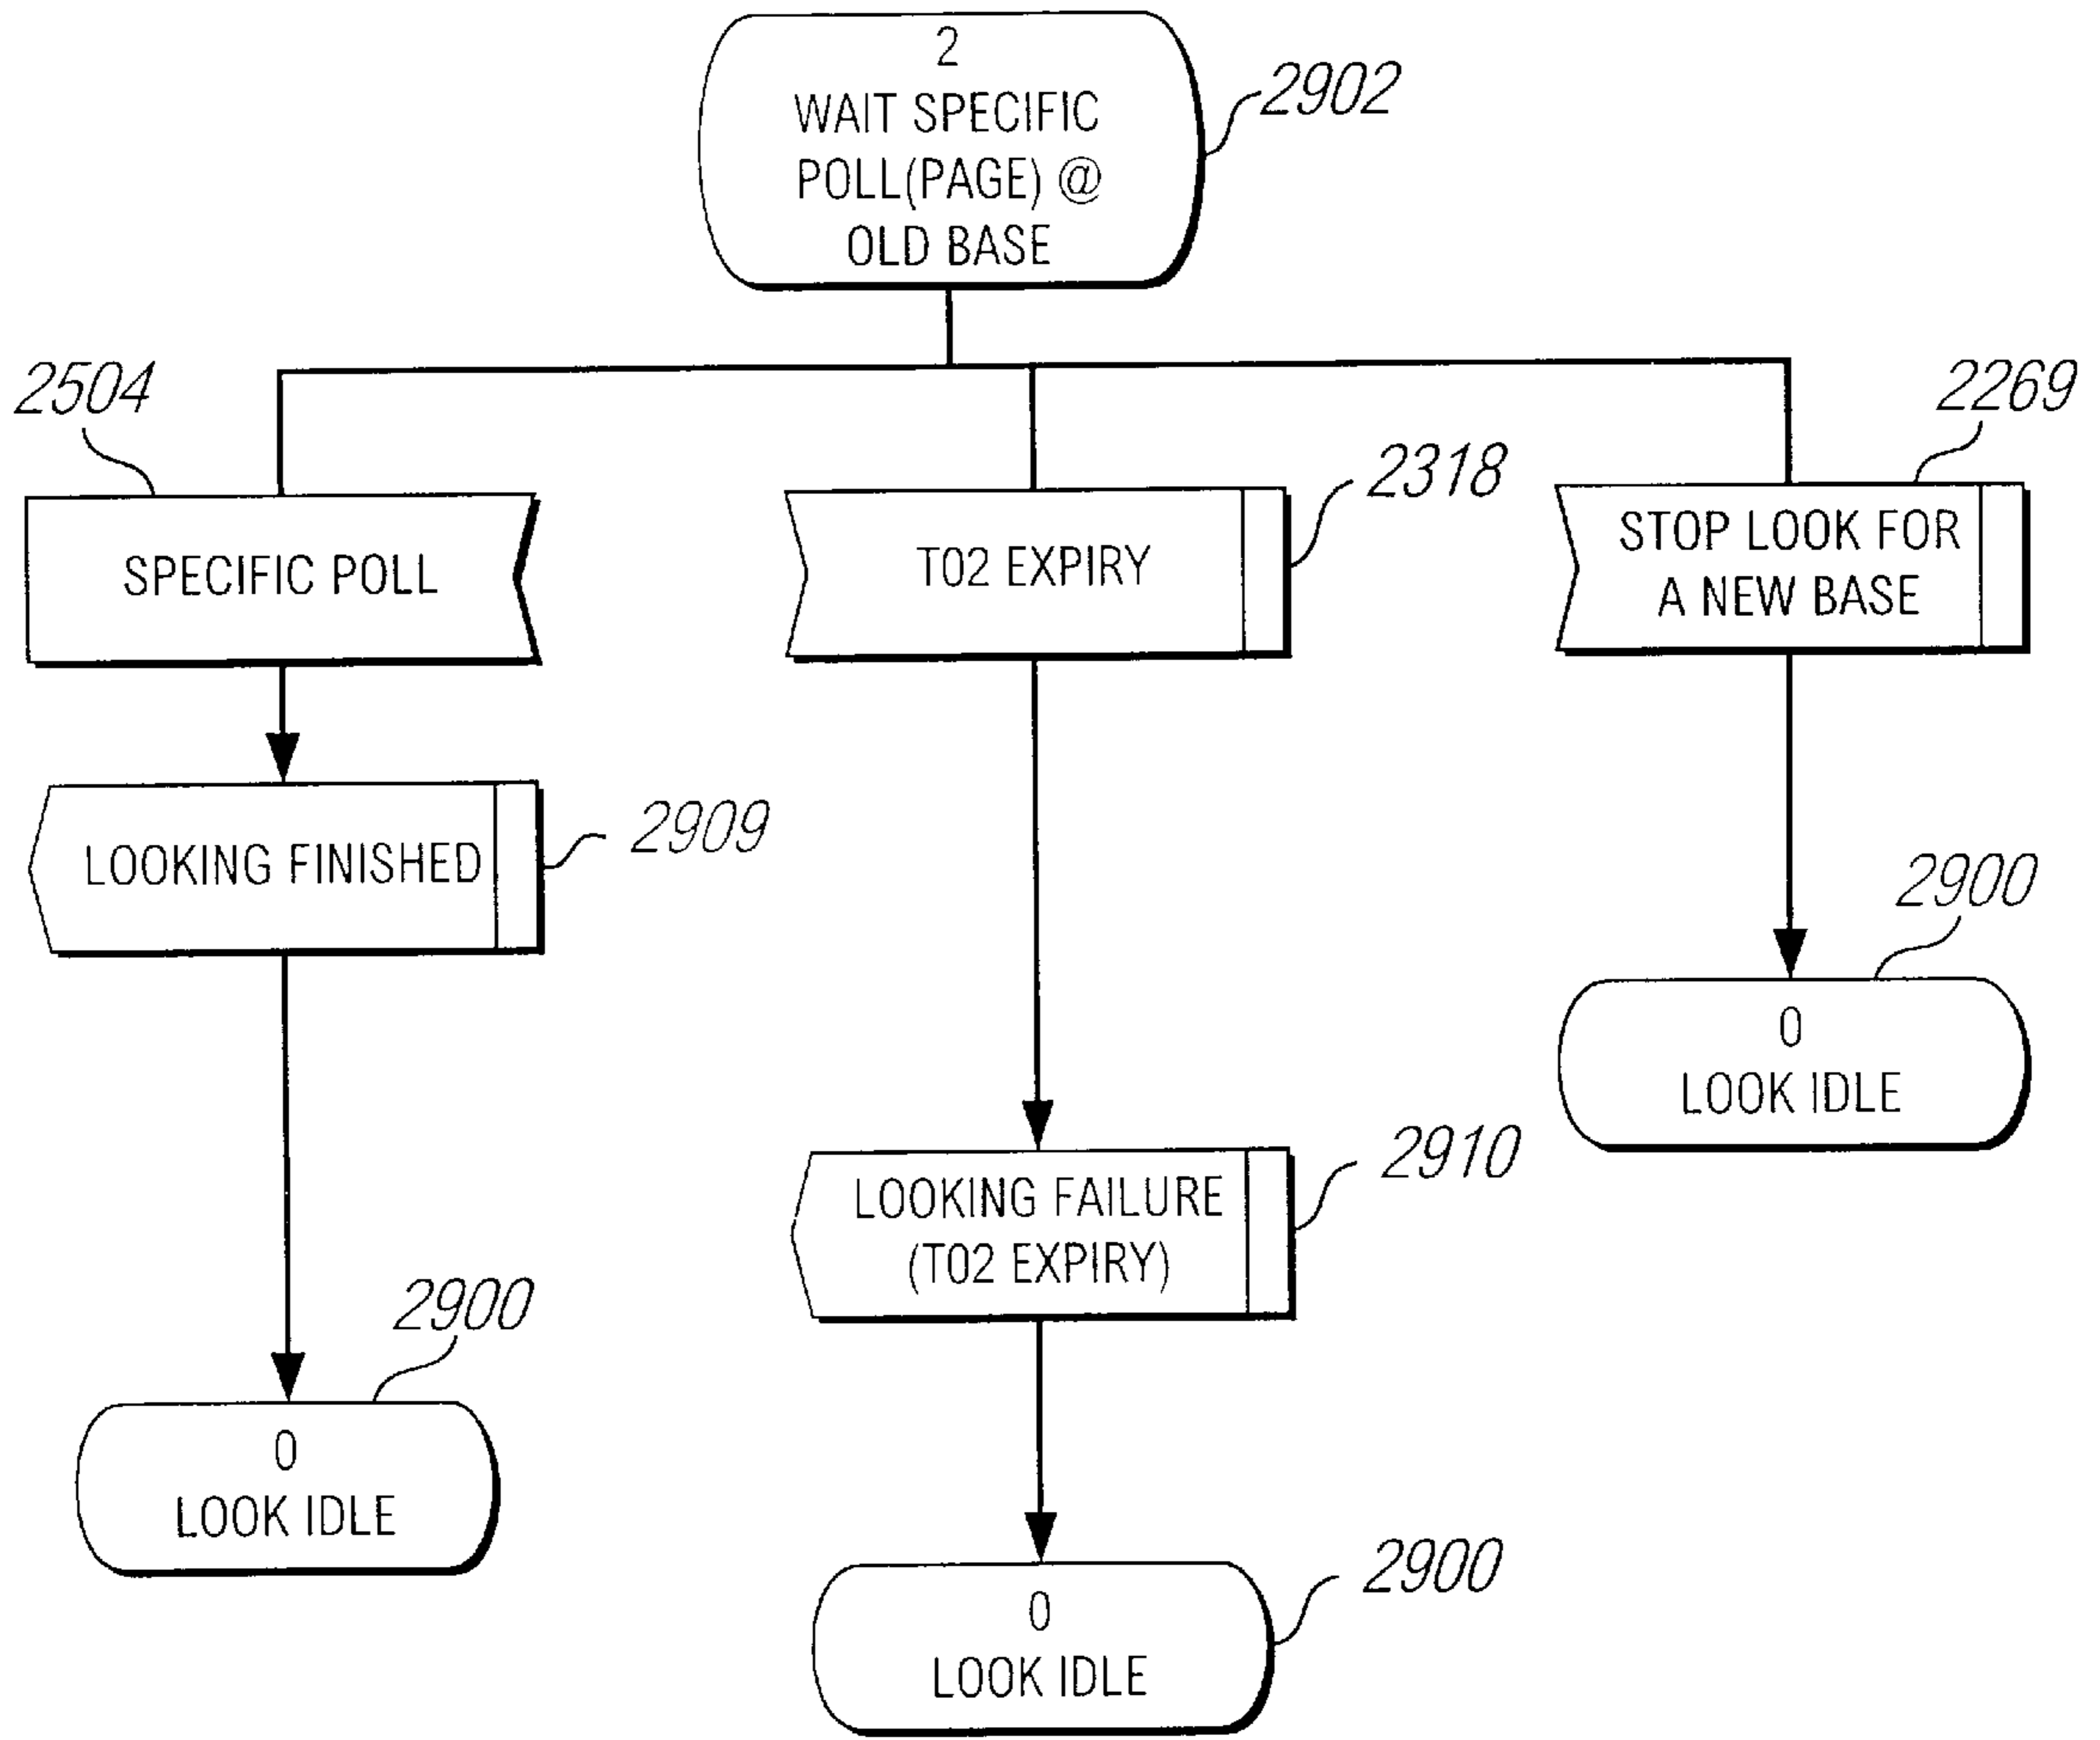 2
WAIT SPECIFIC
POLL(PAGE) @
OLD BASE
2902
2504
SPECIFIC POLL
2318
T02 EXPIRY
2269
STOP LOOK FOR
A NEW BASE
LOOKING FINISHED
2909
2900
0
LOOK IDLE
2910
LOOKING FAILURE
(T02 EXPIRY)
2900
0
LOOK IDLE
2900
0
LOOK IDLE